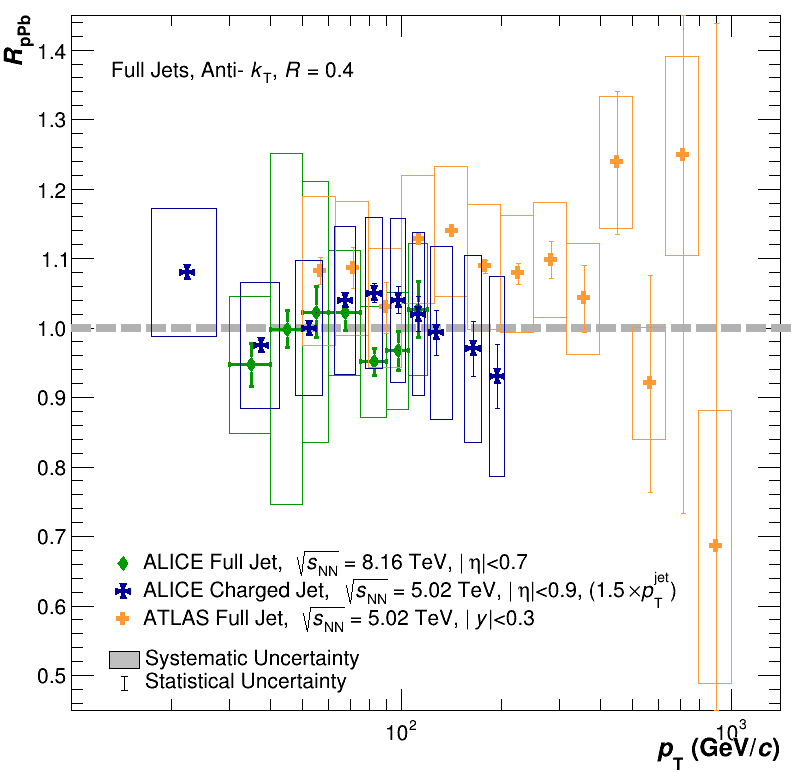 R_pPb
Full Jets, Anti- k_T, R = 0.4
1.4
1.3
1.2
1.1
1.0
0.9
0.8
0.7
0.6
0.5
ALICE Full Jet, √s_NN = 8.16 TeV, | η|<0.7
ALICE Charged Jet, √s_NN = 5.02 TeV, | η|<0.9, (1.5 ×p_T^jet)
ATLAS Full Jet, √s_NN = 5.02 TeV, | y|<0.3
Systematic Uncertainty
Statistical Uncertainty
10^2
10^3
p_T (GeV/c)